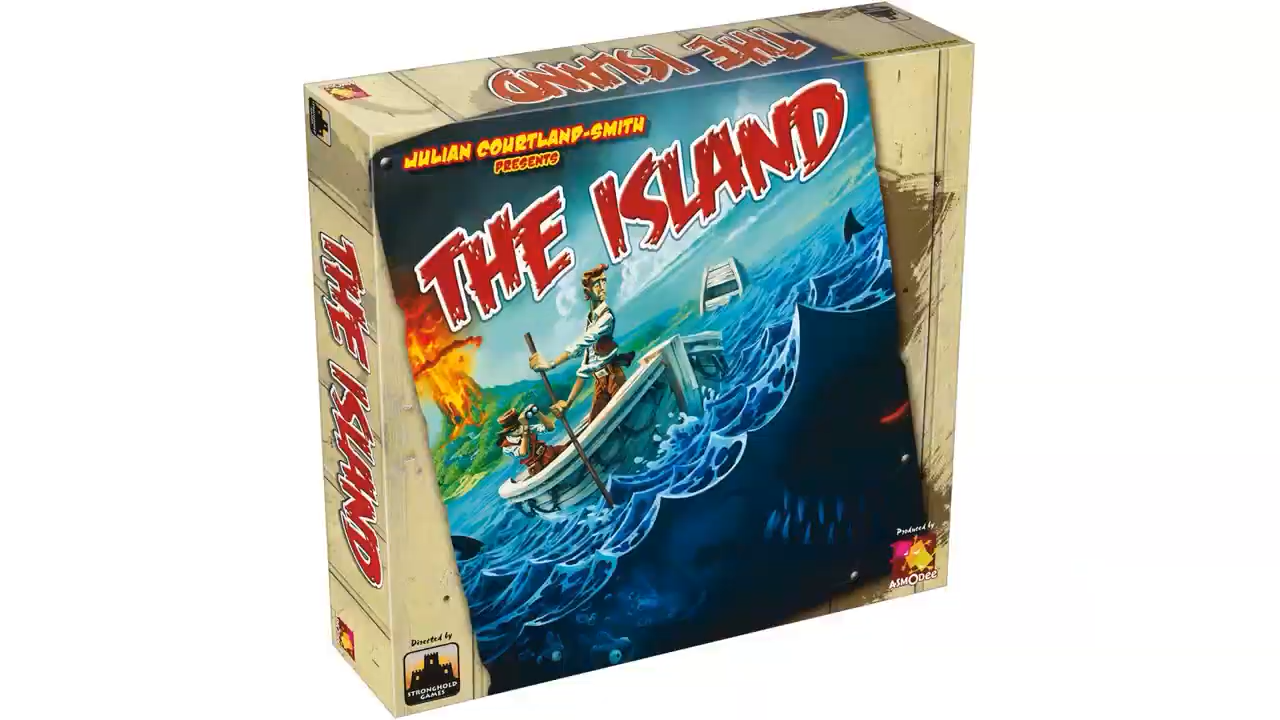 THE ISLAND
JULIAN COURTLAND-SMITH
PRESENTS
THE ISLAND
THE ISLAND
Produced by
ASMODEE
Directed by
STRONGHOLD
GAMES